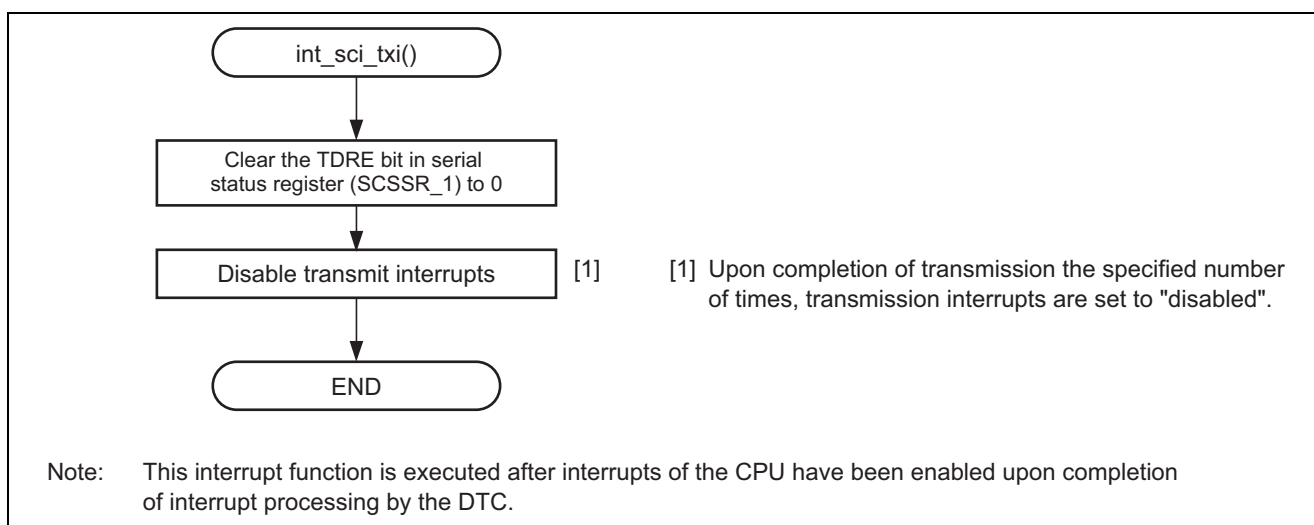 int_sci_txi()
Clear the TDRE bit in serial
status register (SCSSR_1) to 0
Disable transmit interrupts
[1]
[1] Upon completion of transmission the specified number
of times, transmission interrupts are set to "disabled".
END
Note: This interrupt function is executed after interrupts of the CPU have been enabled upon completion
of interrupt processing by the DTC.